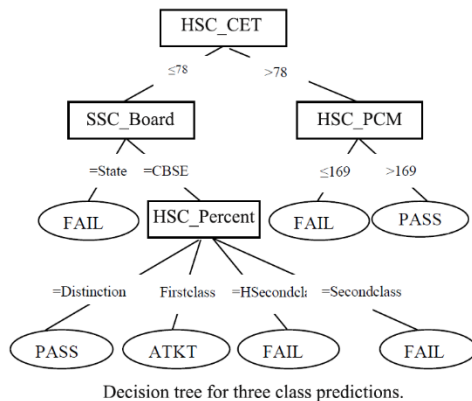 HSC_CET
≤78 >78
SSC_Board HSC_PCM
=State =CBSE ≤169 >169
FAIL HSC_Percent FAIL PASS
=Distinction Firstclass =HSecondcla =Secondclass
PASS ATKT FAIL FAIL
Decision tree for three class predictions.